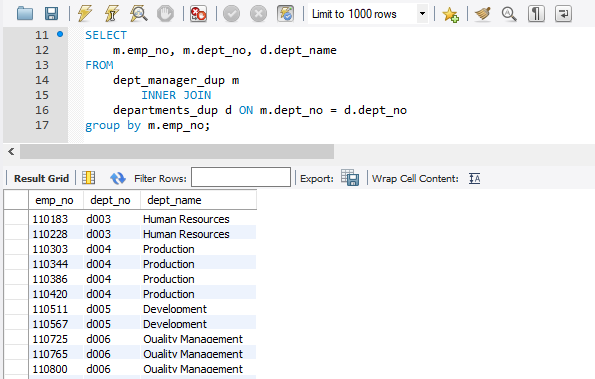 Limit to 1000 rows
11 SELECT
12 m.emp_no, m.dept_no, d.dept_name
13 FROM
14 dept_manager_dup m
15 INNER JOIN
16 departments_dup d ON m.dept_no = d.dept_no
17 group by m.emp_no;
Result Grid Filter Rows: Export: Wrap Cell Content: IA
emp_no dept_no dept_name
110183 d003 Human Resources
110228 d003 Human Resources
110303 d004 Production
110344 d004 Production
110386 d004 Production
110420 d004 Production
110511 d005 Development
110567 d005 Development
110725 d006 Quality Management
110765 d006 Quality Management
110800 d006 Quality Management